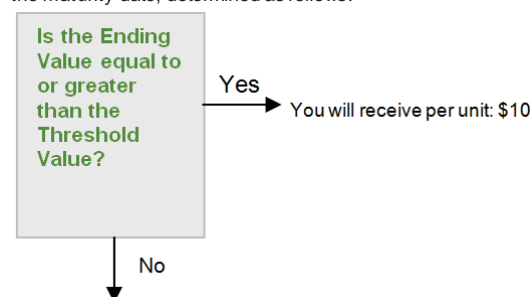 the maturity date, determined as follows:
Is the Ending
Value equal to
or greater
than the
Threshold
Value?
Yes
You will receive per unit: $10
No